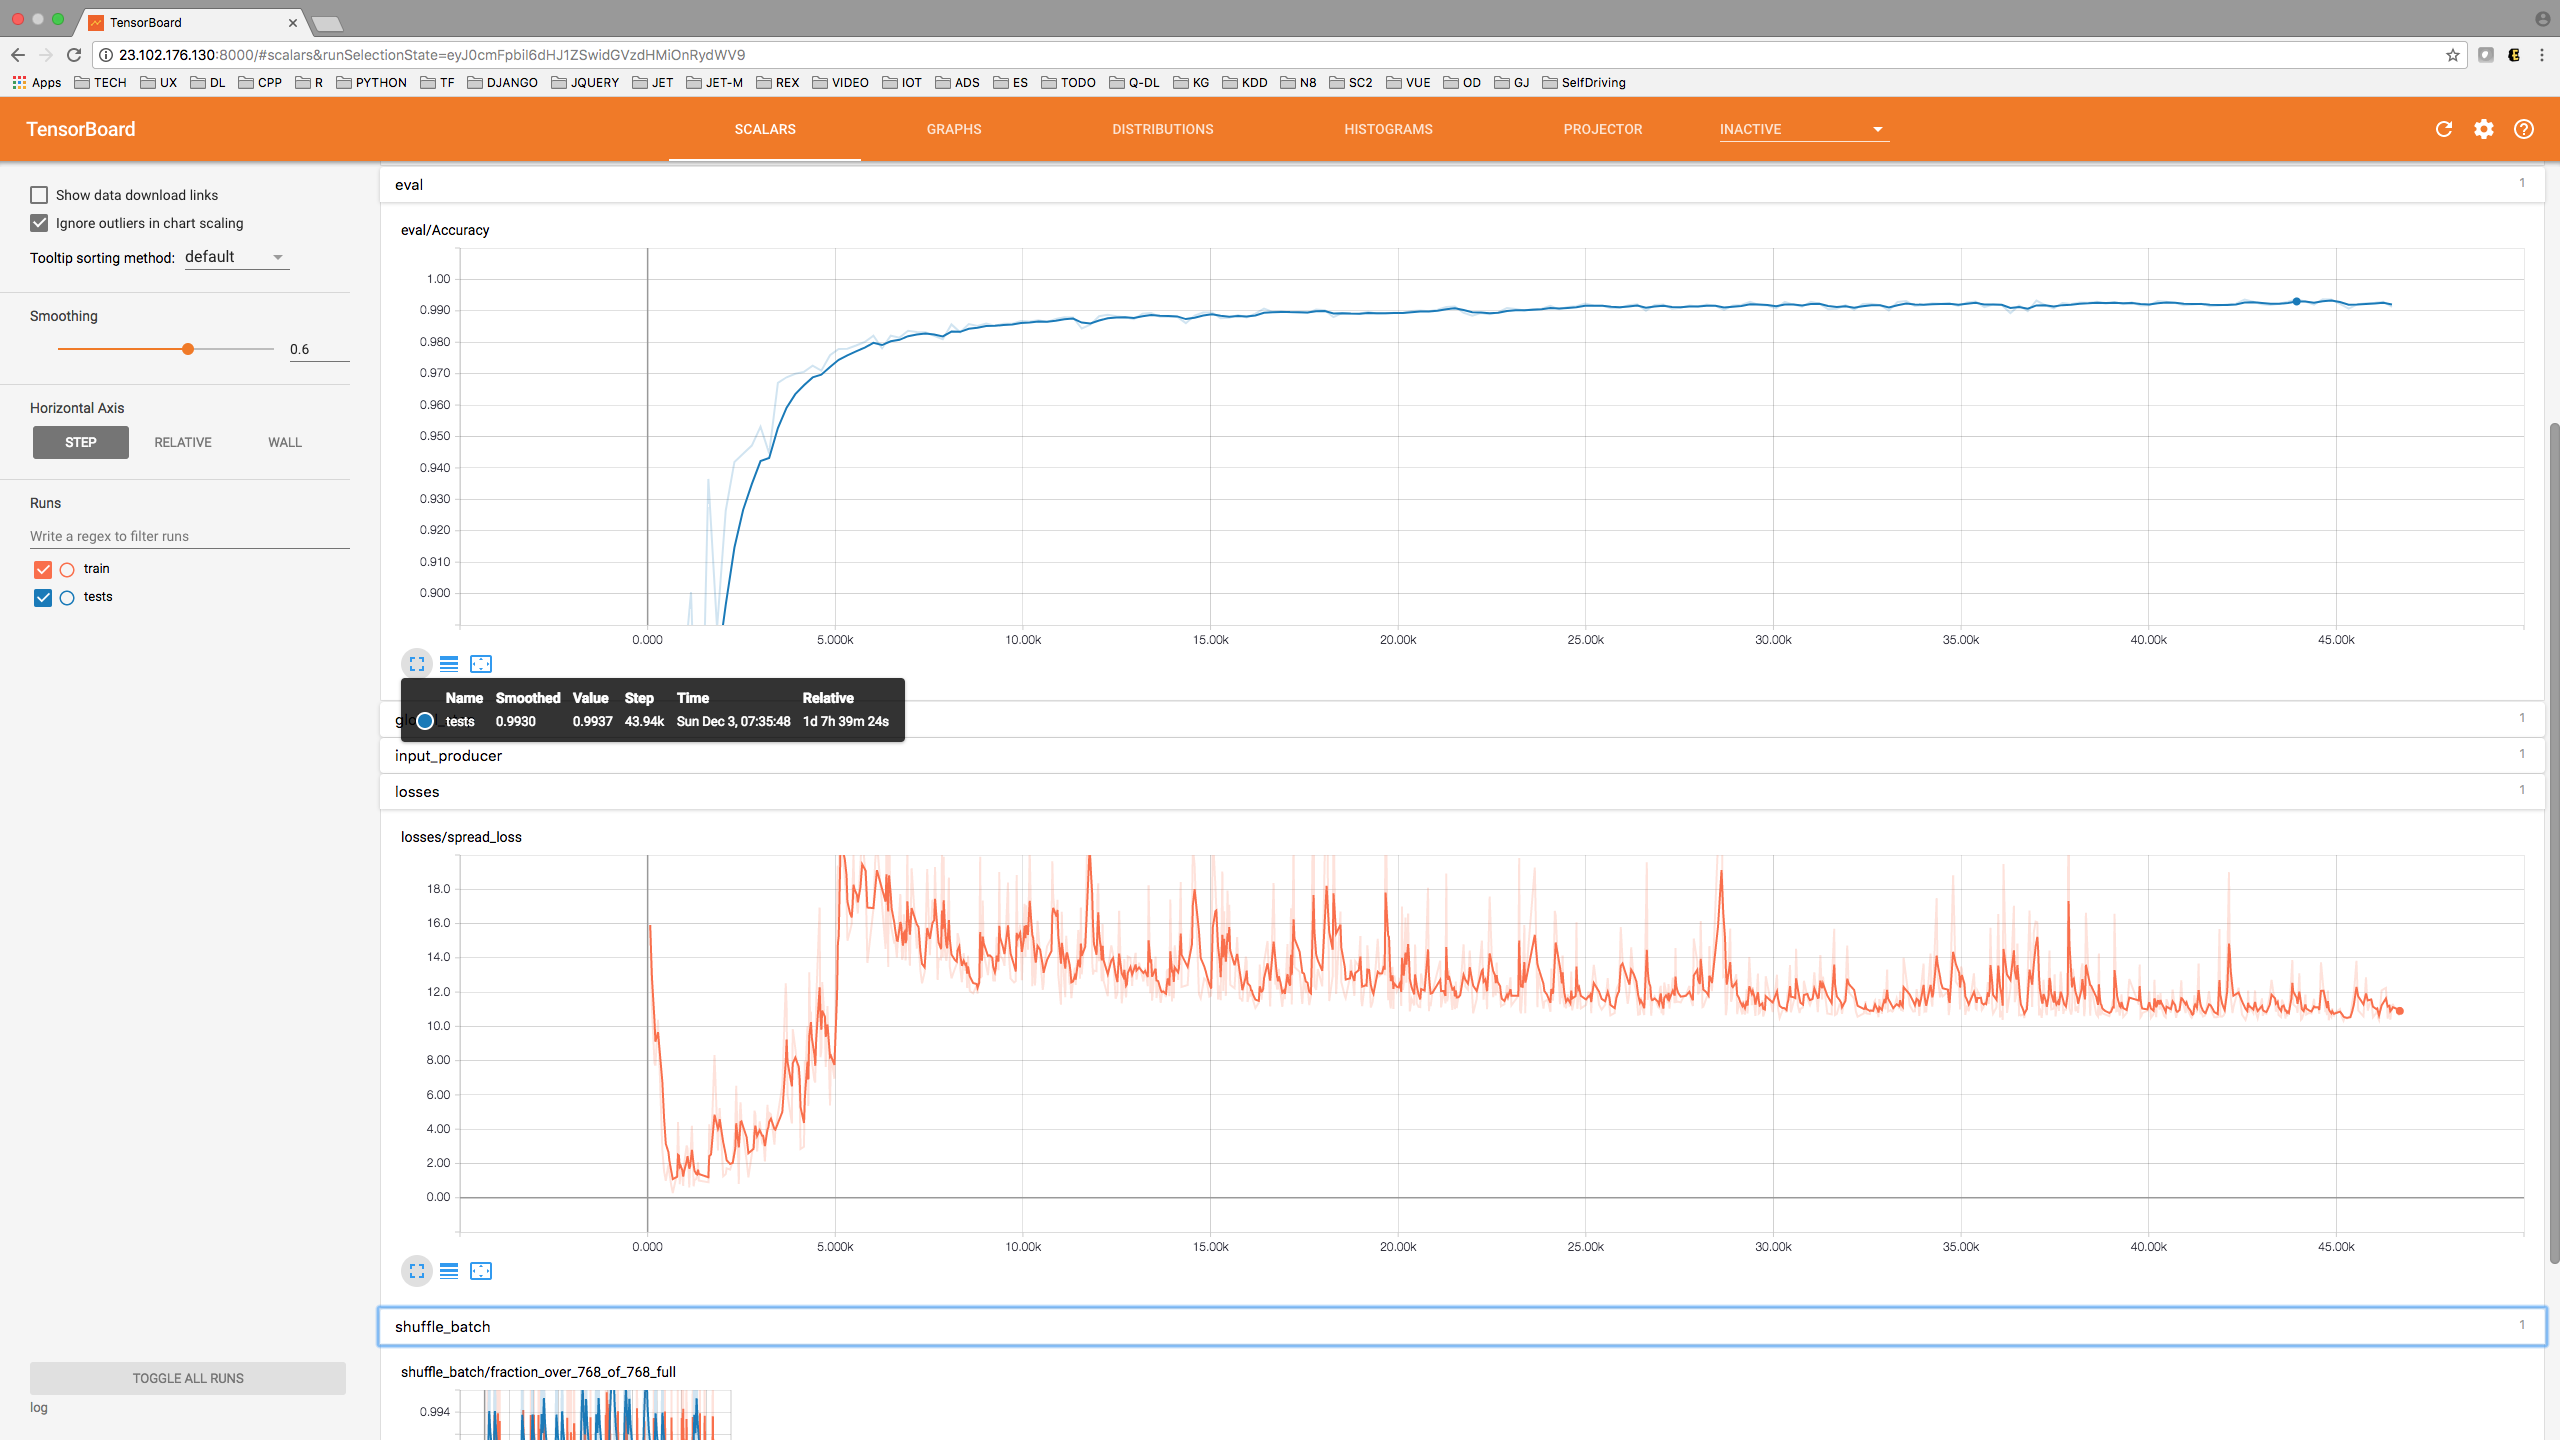 TensorBoard
23.102.176.130:8000/#scalars&runSelectionState=eyJ0cmFpbiI6dHJ1ZSwidGVzdHMiOnRydWV9
Apps TECH UX DL CPP R PYTHON TF DJANGO JQUERY JET JET-M REX VIDEO IOT ADS ES TODO Q-DL KG KDD N8 SC2 VUE OD GJ SelfDriving
TensorBoard SCALARS GRAPHS DISTRIBUTIONS HISTOGRAMS PROJECTOR INACTIVE
Show data download links
Ignore outliers in chart scaling
Tooltip sorting method: default
Smoothing
0.6
Horizontal Axis
STEP RELATIVE WALL
Runs
Write a regex to filter runs
train
tests
TOGGLE ALL RUNS
log
eval 1
eval/Accuracy
1.00
0.990
0.980
0.970
0.960
0.950
0.940
0.930
0.920
0.910
0.900
0.000 5.000k 10.00k 15.00k 20.00k 25.00k 30.00k 35.00k 40.00k 45.00k
Name Smoothed Value Step Time Relative
tests 0.9930 0.9937 43.94k Sun Dec 3, 07:35:48 1d 7h 39m 24s
1
input_producer 1
losses 1
losses/spread_loss
18.0
16.0
14.0
12.0
10.0
8.00
6.00
4.00
2.00
0.00
0.000 5.000k 10.00k 15.00k 20.00k 25.00k 30.00k 35.00k 40.00k 45.00k
shuffle_batch 1
shuffle_batch/fraction_over_768_of_768_full
0.994